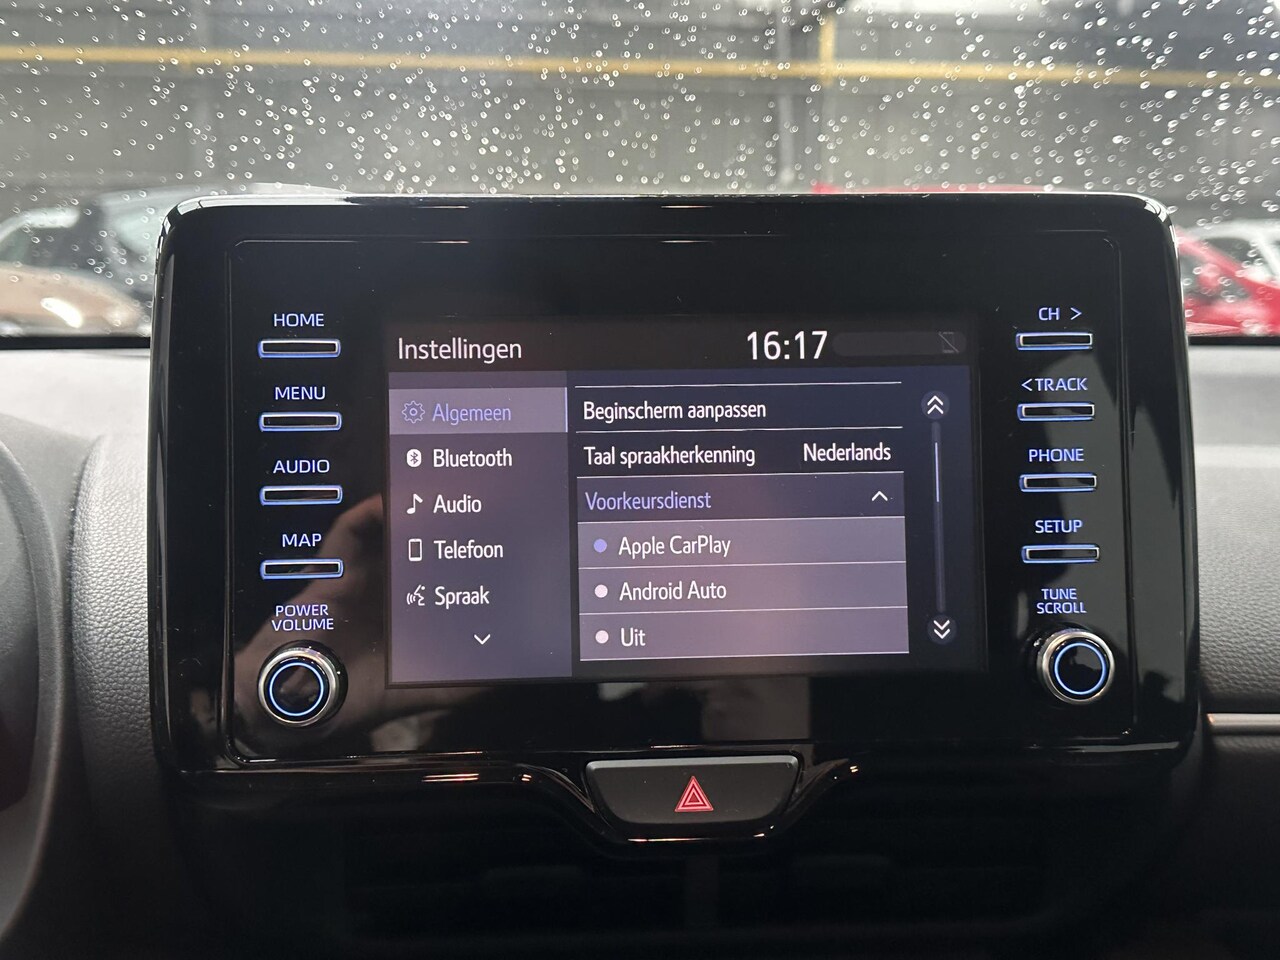 HOME
MENU
AUDIO
MAP
POWER
VOLUME
Instellingen
16:17
Algemeen
Bluetooth
Audio
Telefoon
Spraak
Beginscherm aanpassen
Taal spraakherkenning Nederlands
Voorkeursdienst
Apple CarPlay
Android Auto
Uit
CH >
< TRACK
PHONE
SETUP
TUNE
SCROLL